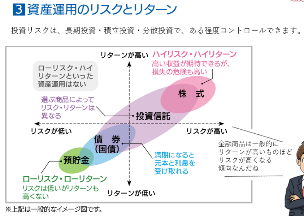 3 資産運用のリスクとリターン
投資リスクは、長期投資・積立投資・分散投資で、ある程度コントロールできます。
リターンが高い
ハイリスク・ハイリターン
高い収益が期待できるが、
損失の危険も高い
ローリスク・ハイ
リターンといった
資産運用はない
株 式
選ぶ商品によって
リスク・リターンは
異なる
投資信託
リスクが低い
リスクが高い
債 券
(国債)
金融商品は一般的に
リターンが高いものほど
リスクが高くなる
傾向なんだね
預貯金
満期になると
元本と利息を
受け取れる
ローリスク・ローリターン
リスクは低いがリターンも
高くない
リターンが低い
※上記は一般的なイメージ図です。